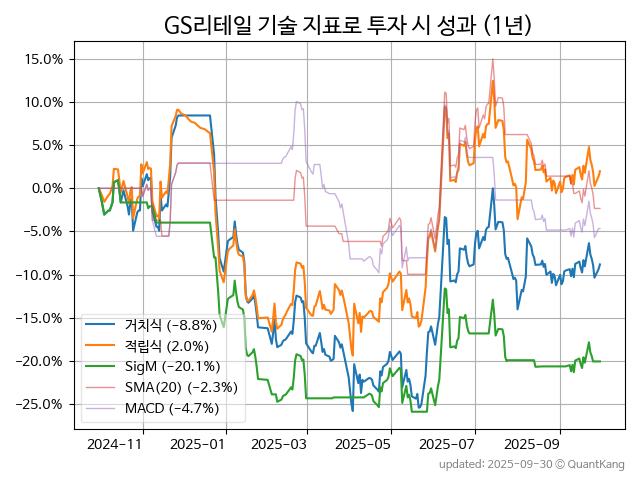 GS리테일 기술 지표로 투자 시 성과 (1년)
15.0%
10.0%
5.0%
0.0%
−5.0%
−10.0%
−15.0%
−20.0%
−25.0%
거치식 (−8.8%)
적립식 (2.0%)
SigM (−20.1%)
SMA(20) (−2.3%)
MACD (−4.7%)
2024-11 2025-01 2025-03 2025-05 2025-07 2025-09
updated: 2025-09-30 © QuantKang